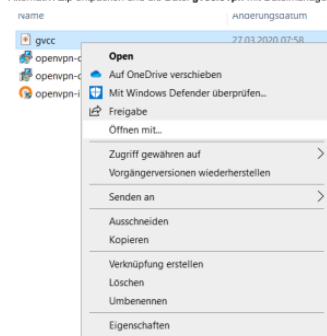 Name Änderungsdatum
gvcc 27.03.2020 07:58
openvpn-
openvpn-
openvpn-i
Open
Auf OneDrive verschieben
Mit Windows Defender überprüfen...
Freigabe
Öffnen mit...
Zugriff gewähren auf
Vorgängerversionen wiederherstellen
Senden an
Ausschneiden
Kopieren
Verknüpfung erstellen
Löschen
Umbenennen
Eigenschaften